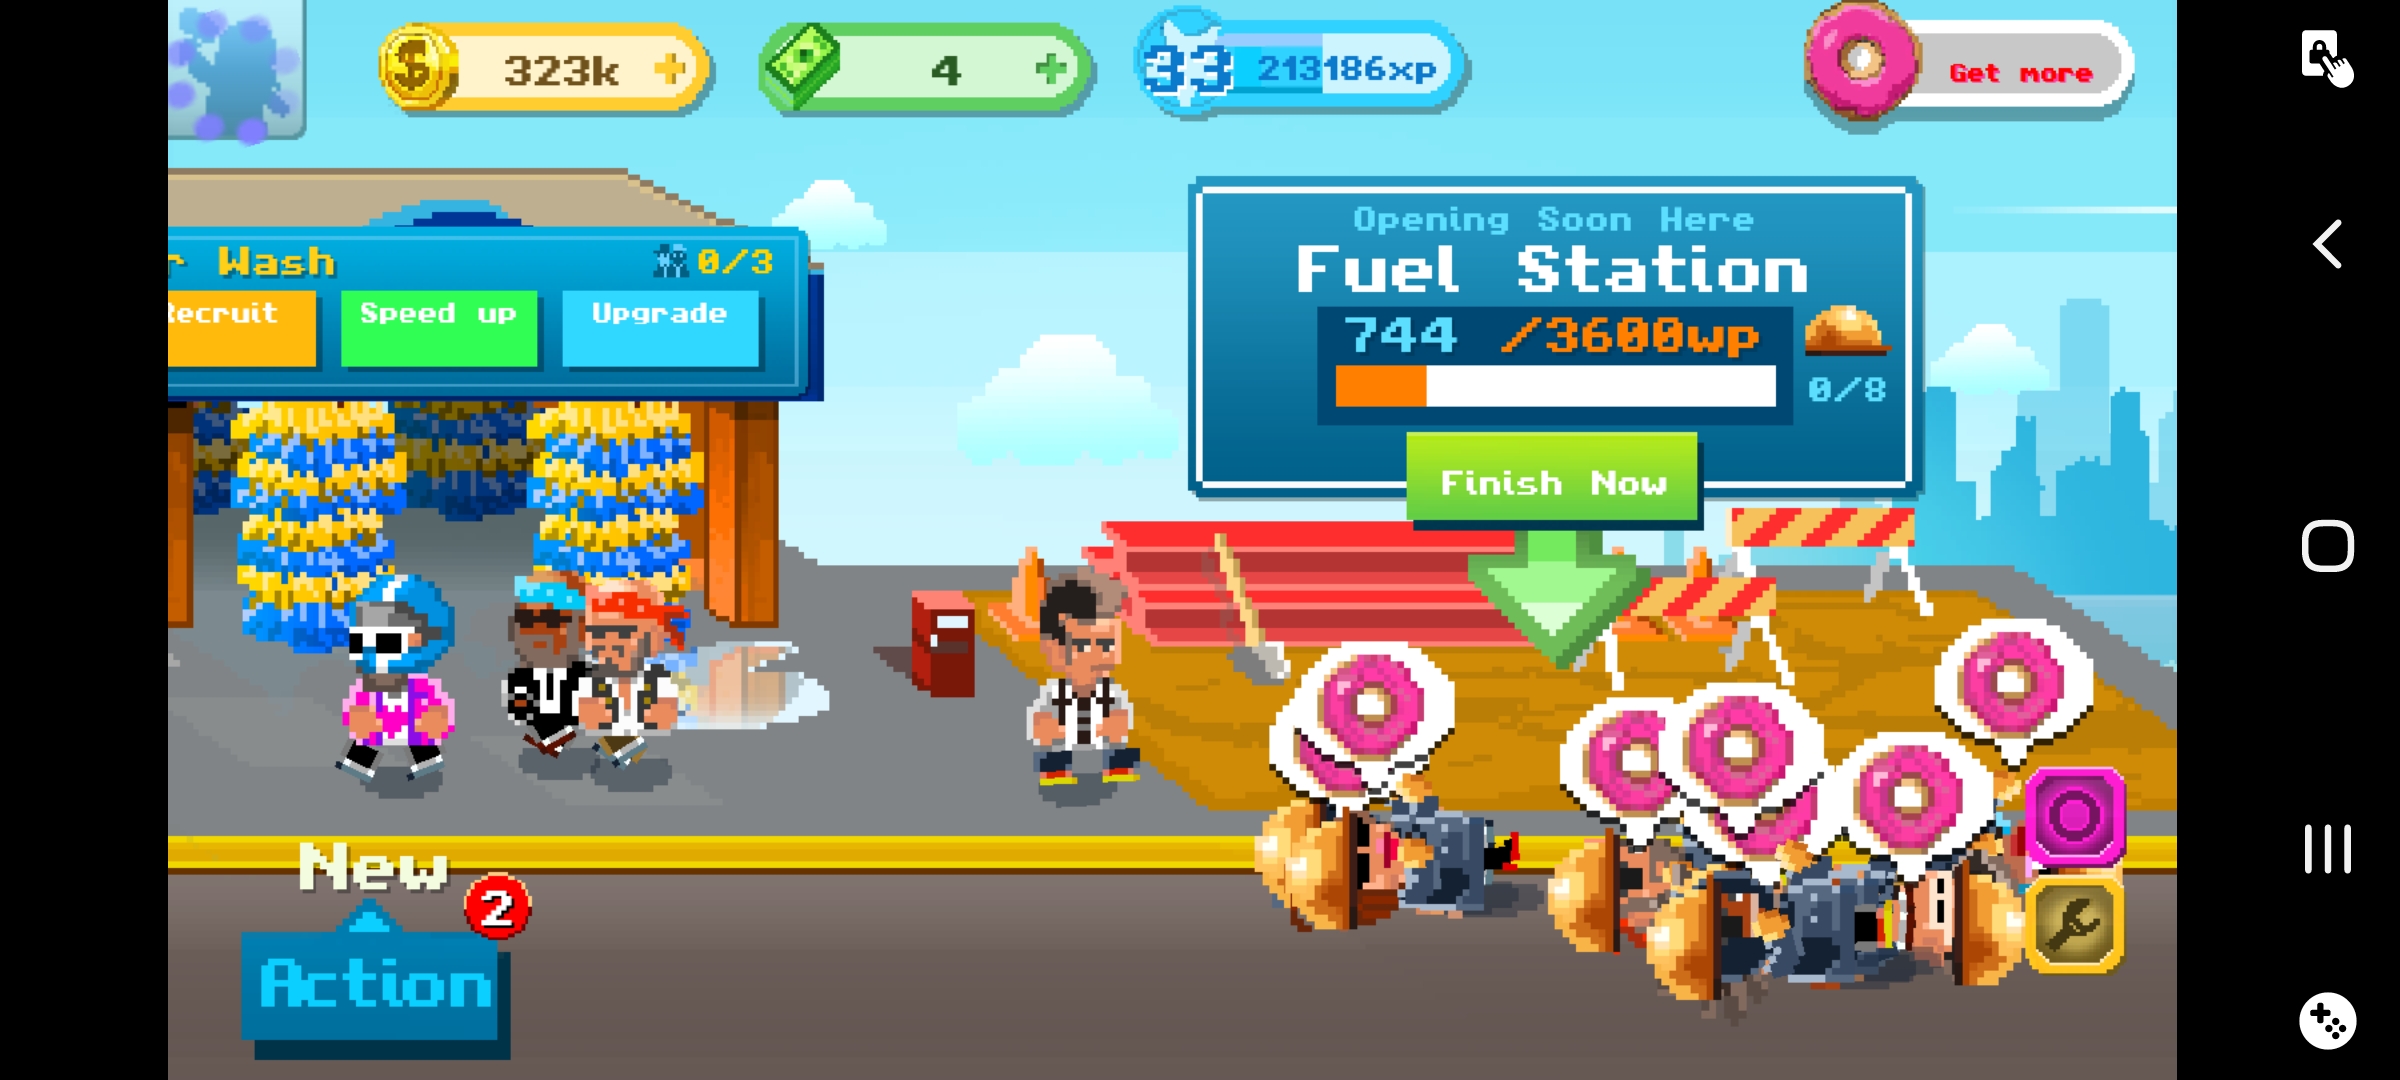 323k
4
33
213186xp
Get more
Wash
0/3
Recruit
Speed up
Upgrade
Opening Soon Here
Fuel Station
744 /3600wp
0/8
Finish Now
New
2
Action